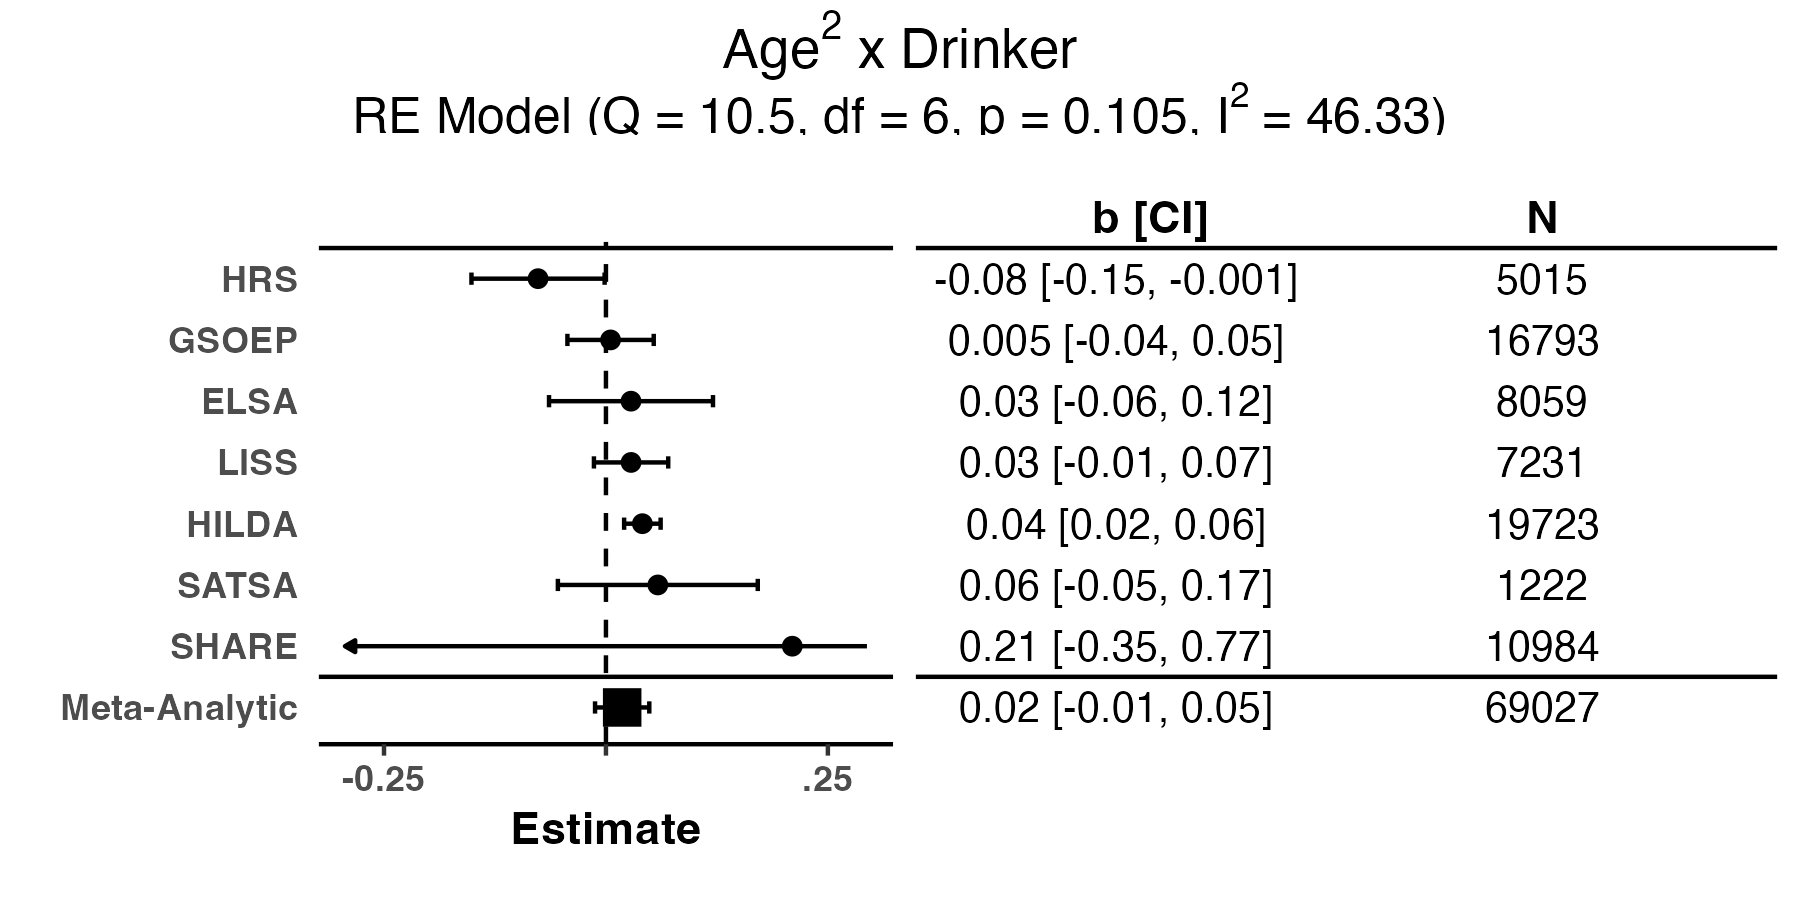 Age² x Drinker
RE Model (Q = 10.5, df = 6, p = 0.105, I² = 46.33)
b [CI] N
HRS -0.08 [-0.15, -0.001] 5015
GSOEP 0.005 [-0.04, 0.05] 16793
ELSA 0.03 [-0.06, 0.12] 8059
LISS 0.03 [-0.01, 0.07] 7231
HILDA 0.04 [0.02, 0.06] 19723
SATSA 0.06 [-0.05, 0.17] 1222
SHARE 0.21 [-0.35, 0.77] 10984
Meta-Analytic 0.02 [-0.01, 0.05] 69027
-0.25 .25
Estimate